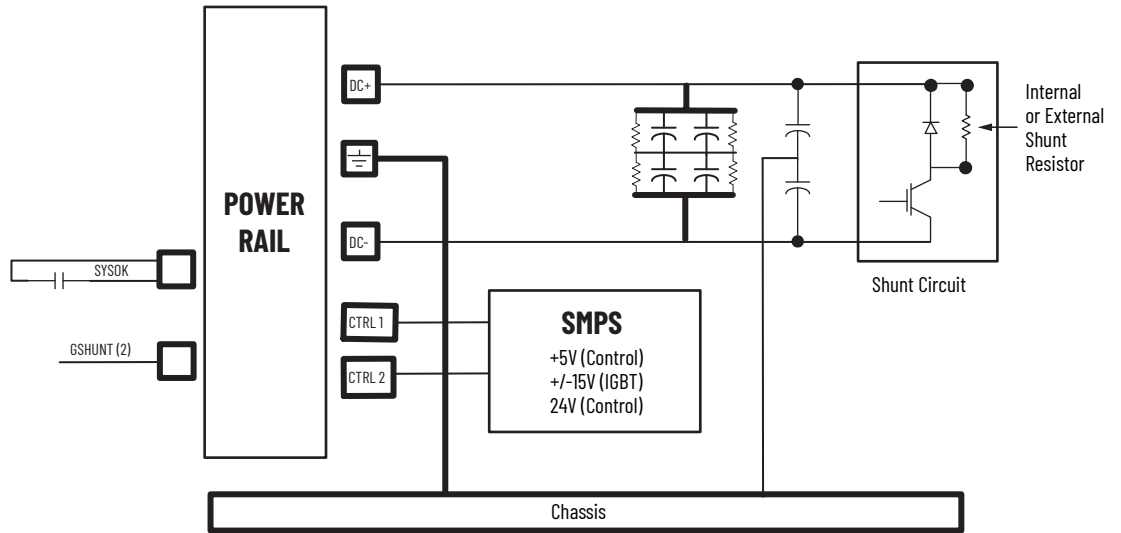 DC+
Internal
or External
Shunt
Resistor
POWER
RAIL
DC-
SYSOK
Shunt Circuit
CTRL 1
SMPS
+5V (Control)
+/-15V (IGBT)
24V (Control)
GSHUNT (2)
CTRL 2
Chassis